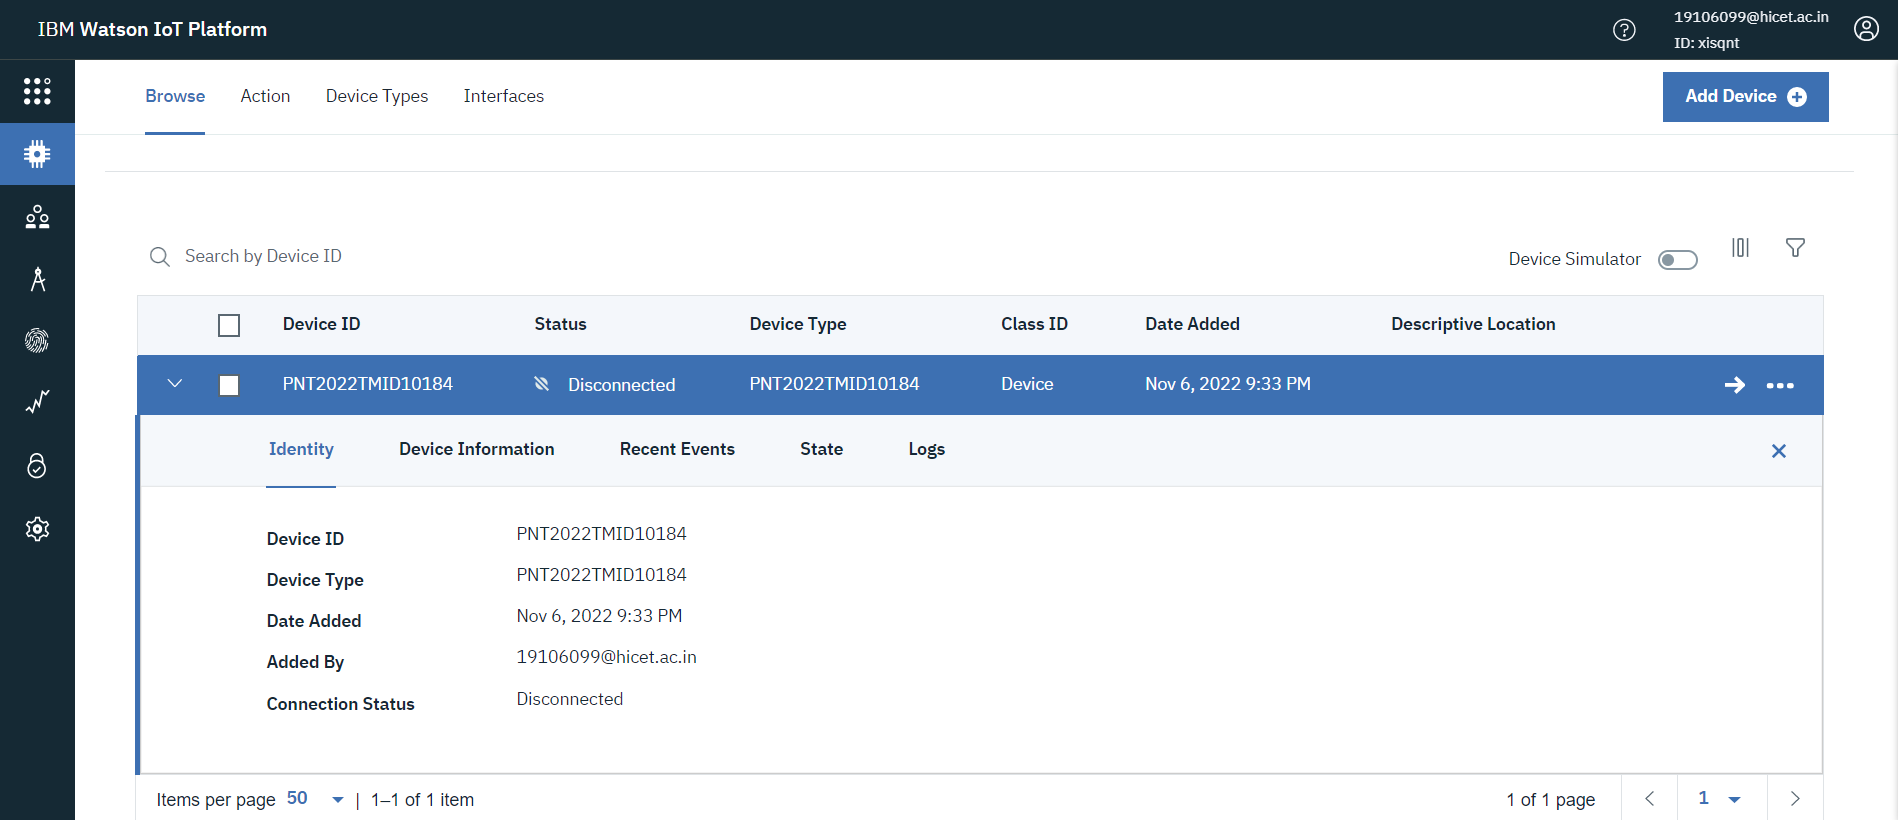 IBM Watson IoT Platform
19106099@hicet.ac.in
ID: xisqnt
Browse Action Device Types Interfaces
Add Device
Search by Device ID
Device Simulator
Device ID Status Device Type Class ID Date Added Descriptive Location
PNT2022TMID10184 Disconnected PNT2022TMID10184 Device Nov 6, 2022 9:33 PM
Identity Device Information Recent Events State Logs
Device ID PNT2022TMID10184
Device Type PNT2022TMID10184
Date Added Nov 6, 2022 9:33 PM
Added By 19106099@hicet.ac.in
Connection Status Disconnected
Items per page 50 | 1–1 of 1 item
1 of 1 page 1